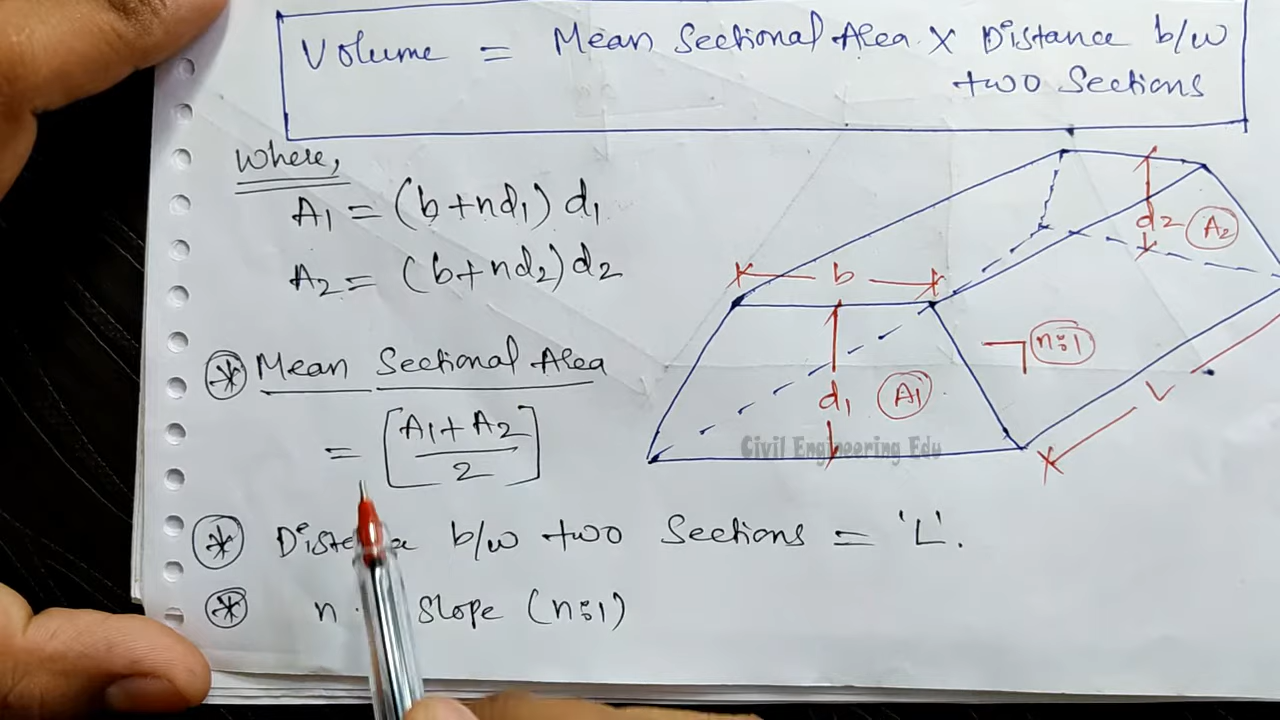 Volume = Mean Sectional Area × Distance b/w
two Sections
Where,
A1 = (b+nd1) d1
A2 = (b+nd2) d2
Mean Sectional Area
= [A1+A2/2]
Distance b/w two Sections = 'L'.
n Slope (n:1)
b
d1
A1
d2
A2
n:1
L
Civil Engineering Edu